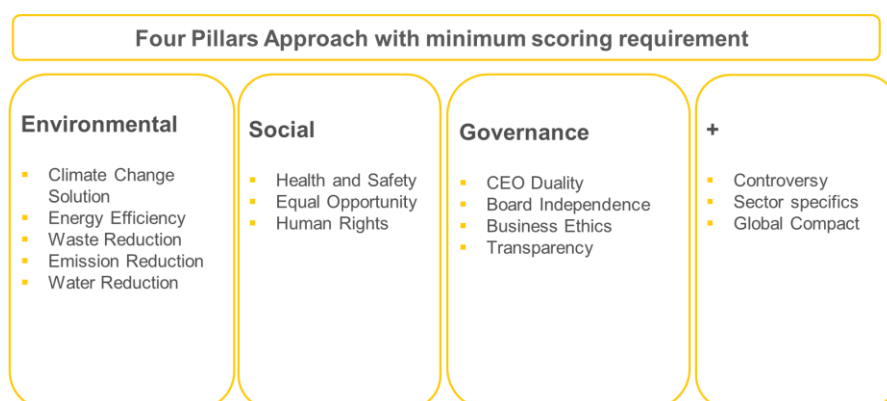 Four Pillars Approach with minimum scoring requirement
Environmental
Climate Change
Solution
Energy Efficiency
Waste Reduction
Emission Reduction
Water Reduction
Social
Health and Safety
Equal Opportunity
Human Rights
Governance
CEO Duality
Board Independence
Business Ethics
Transparency
+
Controversy
Sector specifics
Global Compact